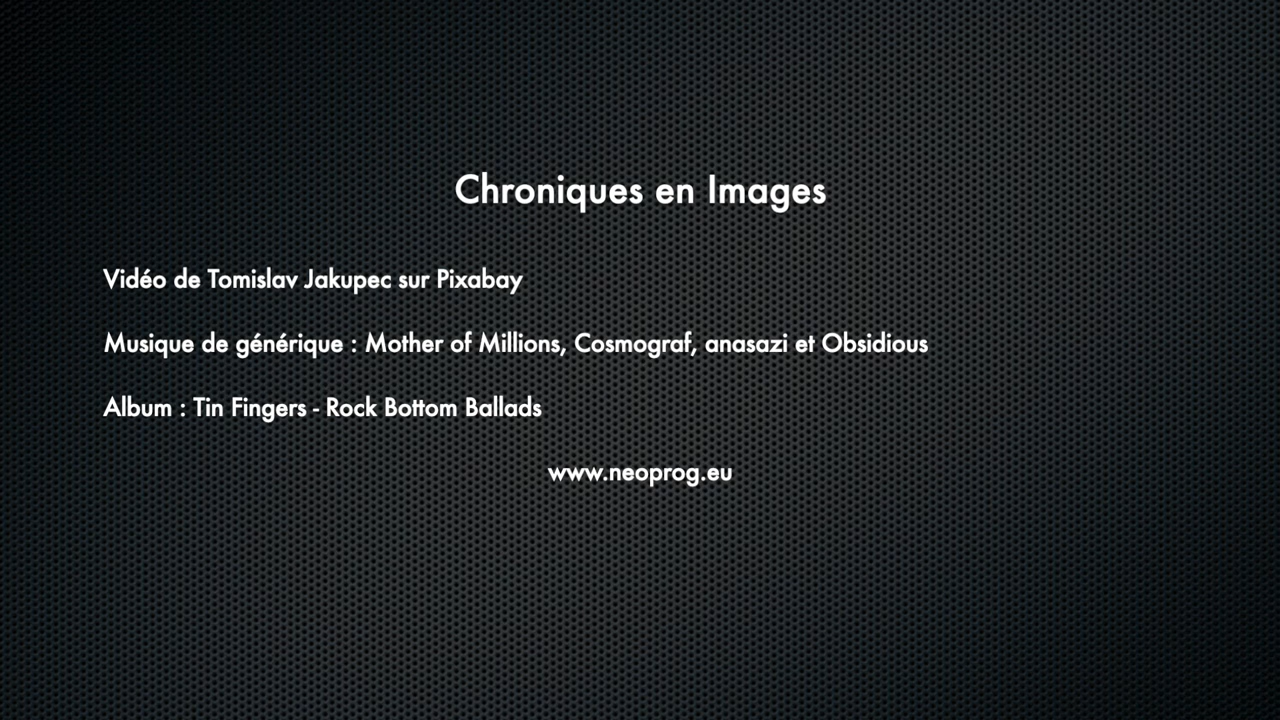 Chroniques en Images
Vidéo de Tomislav Jakupec sur Pixabay
Musique de générique : Mother of Millions, Cosmograf, anasazi et Obsidious
Album : Tin Fingers - Rock Bottom Ballads
www.neoprog.eu